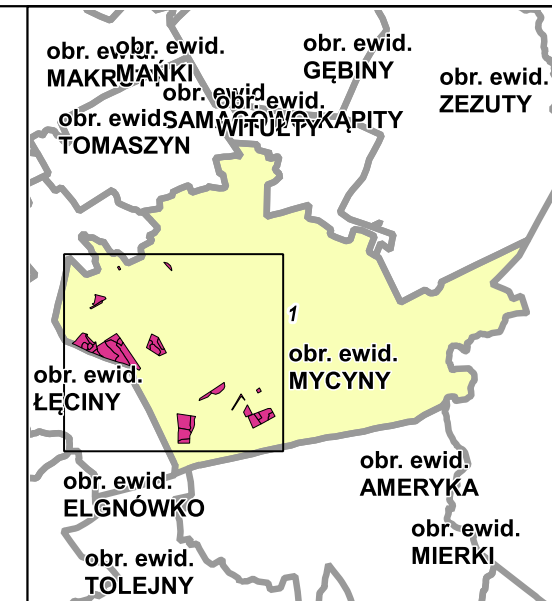 obr. ewid.
MAŃKI
obr. ewid.
GĘBINY
obr. ewid.
ZEZUTY
obr. ewid.
obr. ewid.
WITUŁTY
KĄPITY
obr. ewid.
TOMASZYN
1
obr. ewid.
MYCYNY
obr. ewid.
ŁĘCINY
obr. ewid.
AMERYKA
obr. ewid.
ELGNÓWKO
obr. ewid.
MIERKI
obr. ewid.
TOLEJNY